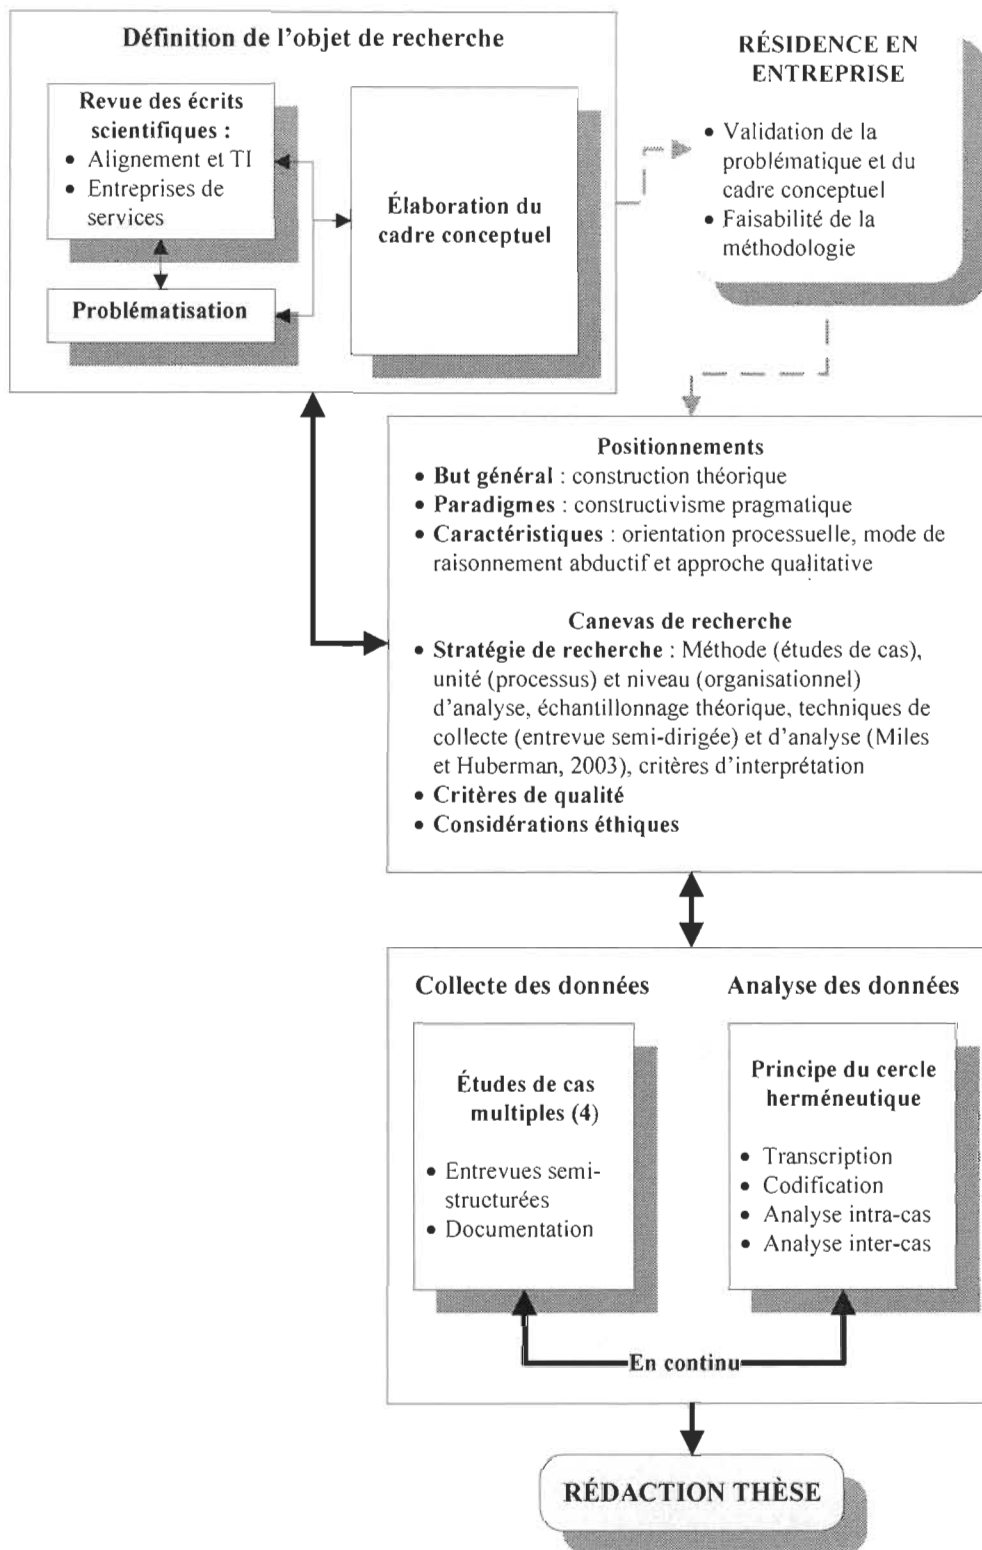 Définition de l'objet de recherche
Revue des écrits
scientifiques :
• Alignement et TI
• Entreprises de
services
Problématisation
Élaboration du
cadre conceptuel
RÉSIDENCE EN
ENTREPRISE
• Validation de la
problématique et du
cadre conceptuel
• Faisabilité de la
méthodologie
Positionnements
• But général : construction théorique
• Paradigmes : constructivisme pragmatique
• Caractéristiques : orientation processuelle, mode de
raisonnement abductif et approche qualitative
Canevas de recherche
• Stratégie de recherche : Méthode (études de cas),
unité (processus) et niveau (organisationnel)
d'analyse, échantillonnage théorique, techniques de
collecte (entrevue semi-dirigée) et d'analyse (Miles
et Huberman, 2003), critères d'interprétation
• Critères de qualité
• Considérations éthiques
Collecte des données
Études de cas
multiples (4)
• Entrevues semi-
structurées
• Documentation
Analyse des données
Principe du cercle
herméneutique
• Transcription
• Codification
• Analyse intra-cas
• Analyse inter-cas
En continu
RÉDACTION THÈSE